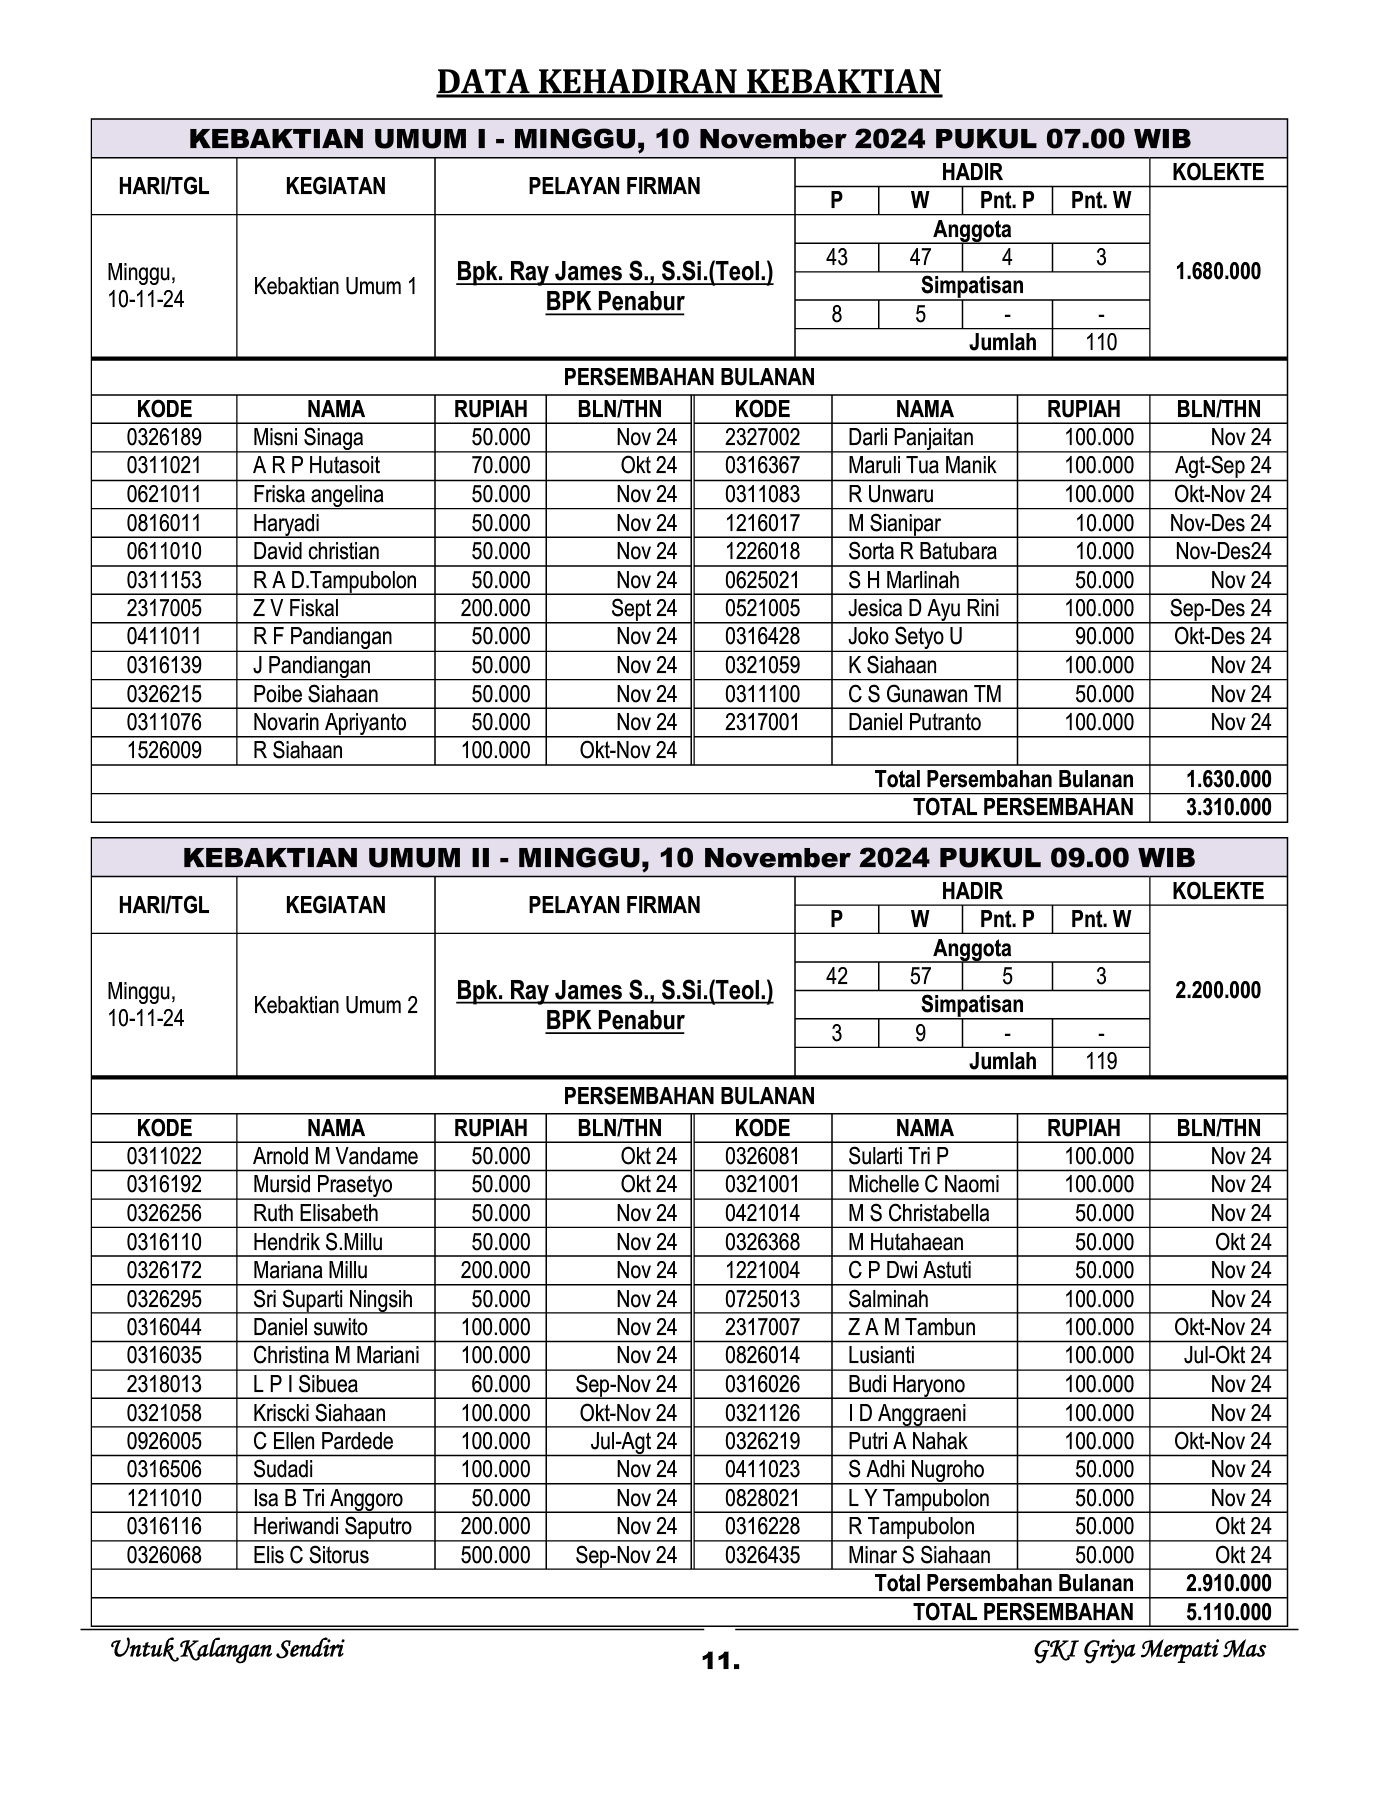 DATA KEHADIRAN KEBAKTIAN
KEBAKTIAN UMUM I - MINGGU, 10 November 2024 PUKUL 07.00 WIB
HARI/TGL KEGIATAN PELAYAN FIRMAN HADIR KOLEKTE
P W Pnt. P Pnt. W
Minggu, 10-11-24 Kebaktian Umum 1 Bpk. Ray James S., S.Si.(Teol.) BPK Penabur
Anggota
43 47 4 3
1.680.000
Simpatisan
8 5 - -
Jumlah 110
PERSEMBAHAN BULANAN
KODE NAMA RUPIAH BLN/THN KODE NAMA RUPIAH BLN/THN
0326189 Misni Sinaga 50.000 Nov 24 2327002 Darli Panjaitan 100.000 Nov 24
0311021 A R P Hutasoit 70.000 Okt 24 0316367 Maruli Tua Manik 100.000 Agt-Sep 24
0621011 Friska angelina 50.000 Nov 24 0311083 R Unwaru 100.000 Okt-Nov 24
0816011 Haryadi 50.000 Nov 24 1216017 M Sianipar 10.000 Nov-Des 24
0611010 David christian 50.000 Nov 24 1226018 Sorta R Batubara 10.000 Nov-Des24
0311153 R A D.Tampubolon 50.000 Nov 24 0625021 S H Marlinah 50.000 Nov 24
2317005 Z V Fiskal 200.000 Sept 24 0521005 Jesica D Ayu Rini 100.000 Sep-Des 24
0411011 R F Pandiangan 50.000 Nov 24 0316428 Joko Setyo U 90.000 Okt-Des 24
0316139 J Pandiangan 50.000 Nov 24 0321059 K Siahaan 100.000 Nov 24
0326215 Poibe Siahaan 50.000 Nov 24 0311100 C S Gunawan TM 50.000 Nov 24
0311076 Novarin Apriyanto 50.000 Nov 24 2317001 Daniel Putranto 100.000 Nov 24
1526009 R Siahaan 100.000 Okt-Nov 24
Total Persembahan Bulanan 1.630.000
TOTAL PERSEMBAHAN 3.310.000
KEBAKTIAN UMUM II - MINGGU, 10 November 2024 PUKUL 09.00 WIB
HARI/TGL KEGIATAN PELAYAN FIRMAN HADIR KOLEKTE
P W Pnt. P Pnt. W
Minggu, 10-11-24 Kebaktian Umum 2 Bpk. Ray James S., S.Si.(Teol.) BPK Penabur
Anggota
42 57 5 3
2.200.000
Simpatisan
3 9 - -
Jumlah 119
PERSEMBAHAN BULANAN
KODE NAMA RUPIAH BLN/THN KODE NAMA RUPIAH BLN/THN
0311022 Arnold M Vandame 50.000 Okt 24 0326081 Sularti Tri P 100.000 Nov 24
0316192 Mursid Prasetyo 50.000 Okt 24 0321001 Michelle C Naomi 100.000 Nov 24
0326256 Ruth Elisabeth 50.000 Nov 24 0421014 M S Christabella 50.000 Nov 24
0316110 Hendrik S.Millu 50.000 Nov 24 0326368 M Hutahaean 50.000 Okt 24
0326172 Mariana Millu 200.000 Nov 24 1221004 C P Dwi Astuti 50.000 Nov 24
0326295 Sri Suparti Ningsih 50.000 Nov 24 0725013 Salminah 100.000 Nov 24
0316044 Daniel suwito 100.000 Nov 24 2317007 Z A M Tambun 100.000 Okt-Nov 24
0316035 Christina M Mariani 100.000 Nov 24 0826014 Lusianti 100.000 Jul-Okt 24
2318013 L P I Sibuea 60.000 Sep-Nov 24 0316026 Budi Haryono 100.000 Nov 24
0321058 Kriscki Siahaan 100.000 Okt-Nov 24 0321126 I D Anggraeni 100.000 Nov 24
0926005 C Ellen Pardede 100.000 Jul-Agt 24 0326219 Putri A Nahak 100.000 Okt-Nov 24
0316506 Sudadi 100.000 Nov 24 0411023 S Adhi Nugroho 50.000 Nov 24
1211010 Isa B Tri Anggoro 50.000 Nov 24 0828021 L Y Tampubolon 50.000 Nov 24
0316116 Heriwandi Saputro 200.000 Nov 24 0316228 R Tampubolon 50.000 Okt 24
0326068 Elis C Sitorus 500.000 Sep-Nov 24 0326435 Minar S Siahaan 50.000 Okt 24
Total Persembahan Bulanan 2.910.000
TOTAL PERSEMBAHAN 5.110.000
Untuk Kalangan Sendiri
11.
GKI Griya Merpati Mas